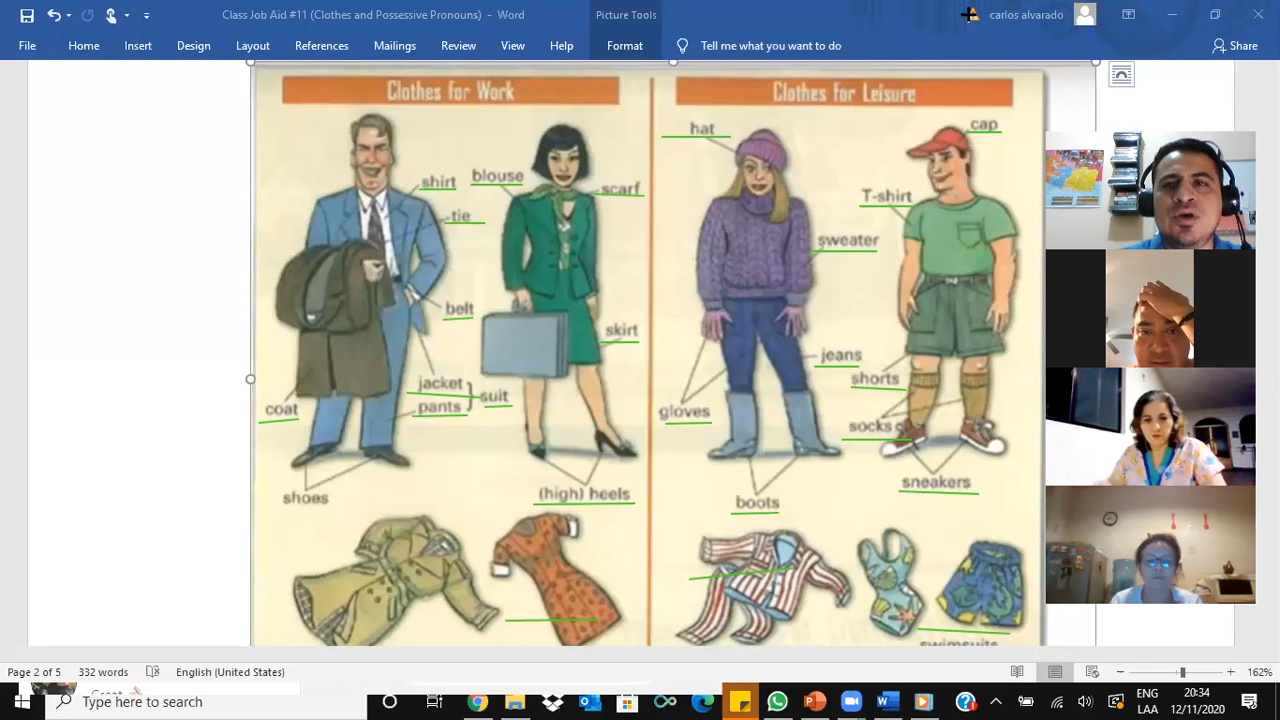 Class Job Aid #11 (Clothes and Possessive Pronouns) - Word
Picture Tools
carlos alvarado
File Home Insert Design Layout References Mailings Review View Help Format Tell me what you want to do Share
Clothes for Work
Clothes for Leisure
hat
cap
shirt
blouse
scarf
T-shirt
tie
sweater
belt
skirt
jeans
jacket
shorts
pants
suit
coat
gloves
socks
shoes
(high) heels
sneakers
boots
swimsuits
Page 2 of 5 332 words English (United States) 162%
Type here to search
ENG
LAA
20:34
12/11/2020